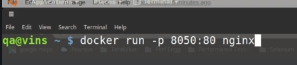 File Edit View Search Terminal Help
qa@vins ~ $ docker run -p 8050:80 nginx